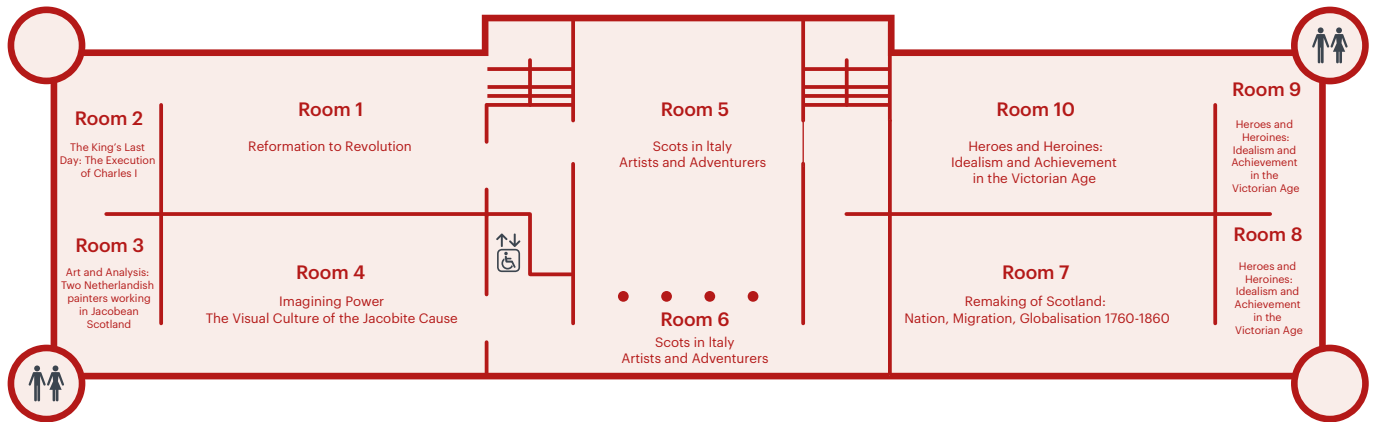 Room 1
Reformation to Revolution
Room 2
The King's Last
Day: The Execution
of Charles I
Room 3
Art and Analysis:
Two Netherlandish
painters working
in Jacobean
Scotland
Room 4
Imagining Power
The Visual Culture of the Jacobite Cause
Room 5
Scots in Italy
Artists and Adventurers
Room 6
Scots in Italy
Artists and Adventurers
Room 7
Remaking of Scotland:
Nation, Migration, Globalisation 1760-1860
Room 8
Heroes and
Heroines:
Idealism and
Achievement
in the
Victorian Age
Room 9
Heroes and
Heroines:
Idealism and
Achievement
in the
Victorian Age
Room 10
Heroes and Heroines:
Idealism and Achievement
in the Victorian Age